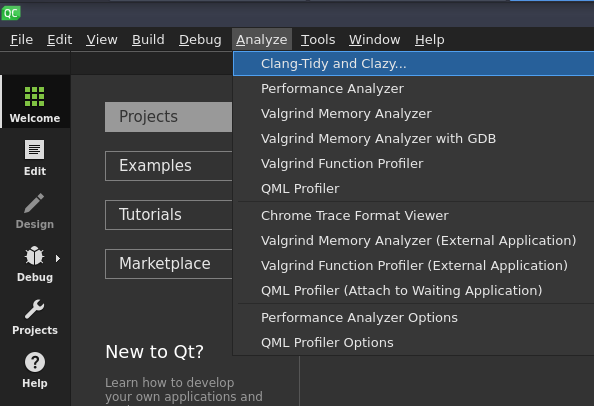 QC
File Edit View Build Debug Analyze Tools Window Help
Clang-Tidy and Clazy...
Performance Analyzer
Valgrind Memory Analyzer
Valgrind Memory Analyzer with GDB
Valgrind Function Profiler
QML Profiler
Chrome Trace Format Viewer
Valgrind Memory Analyzer (External Application)
Valgrind Function Profiler (External Application)
QML Profiler (Attach to Waiting Application)
Performance Analyzer Options
QML Profiler Options
Welcome
Edit
Design
Debug
Projects
Help
Projects
Examples
Tutorials
Marketplace
New to Qt?
Learn how to develop
your own applications and